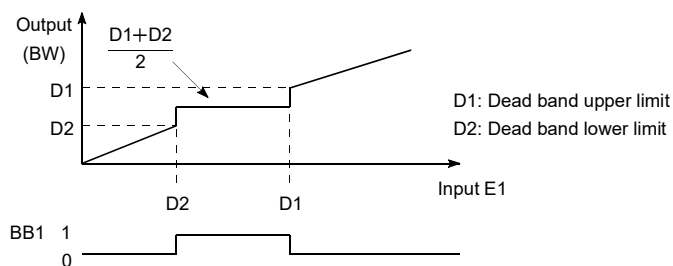 Output
(BW)
D1+D2
2
D1
D2
D1: Dead band upper limit
D2: Dead band lower limit
Input E1
D2
D1
BB1
1
0